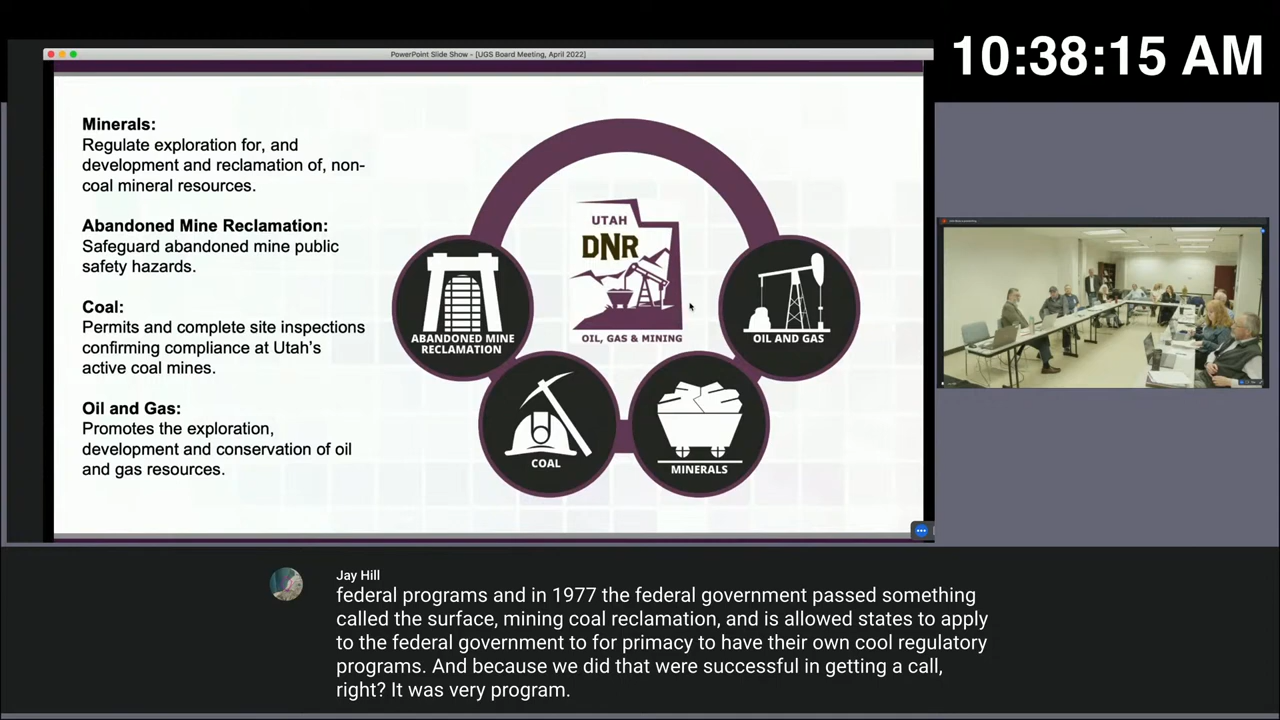 10:38:15 AM
PowerPoint Slide Show - [UGS Board Meeting, April 2022]
Minerals:
Regulate exploration for, and
development and reclamation of, non-
coal mineral resources.
Abandoned Mine Reclamation:
Safeguard abandoned mine public
safety hazards.
Coal:
Permits and complete site inspections
confirming compliance at Utah's
active coal mines.
Oil and Gas:
Promotes the exploration,
development and conservation of oil
and gas resources.
UTAH
DNR
OIL, GAS & MINING
ABANDONED MINE
RECLAMATION
OIL AND GAS
COAL
MINERALS
Jay Hill
federal programs and in 1977 the federal government passed something
called the surface, mining coal reclamation, and is allowed states to apply
to the federal government to for primacy to have their own cool regulatory
programs. And because we did that were successful in getting a call,
right? It was very program.